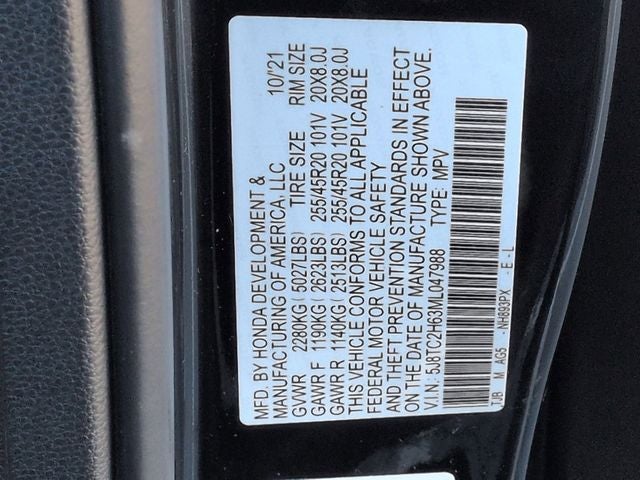 MFD. BY HONDA DEVELOPMENT &
MANUFACTURING OF AMERICA, LLC 10/'21
GVWR 2280KG ( 5027LBS) TIRE SIZE RIM SIZE
GAWR F 1190KG ( 2623LBS) 255/45R20 101V 20X8.0J
GAWR R 1140KG ( 2513LBS) 255/45R20 101V 20X8.0J
THIS VEHICLE CONFORMS TO ALL APPLICABLE
FEDERAL MOTOR VEHICLE SAFETY
AND THEFT PREVENTION STANDARDS IN EFFECT
ON THE DATE OF MANUFACTURE SHOWN ABOVE.
V.I.N.: 5J8TC2H63ML047988 TYPE: MPV
TJB M AG5 -NH893PX - E - L